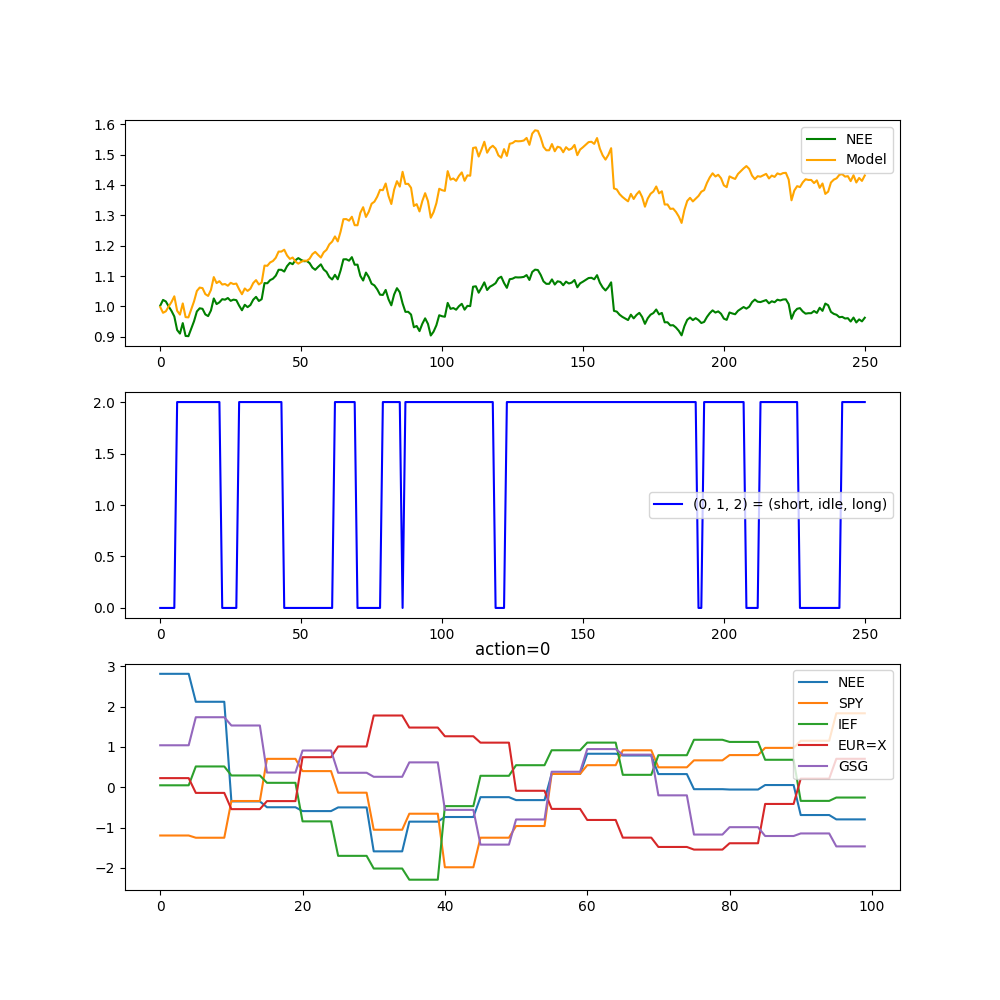 1.6
1.5
1.4
1.3
1.2
1.1
1.0
0.9
NEE
Model
0 50 100 150 200 250
2.0
1.5
1.0
0.5
0.0
(0, 1, 2) = (short, idle, long)
0 50 100 150 200 250
action=0
3
2
1
0
−1
−2
NEE
SPY
IEF
EUR=X
GSG
0 20 40 60 80 100